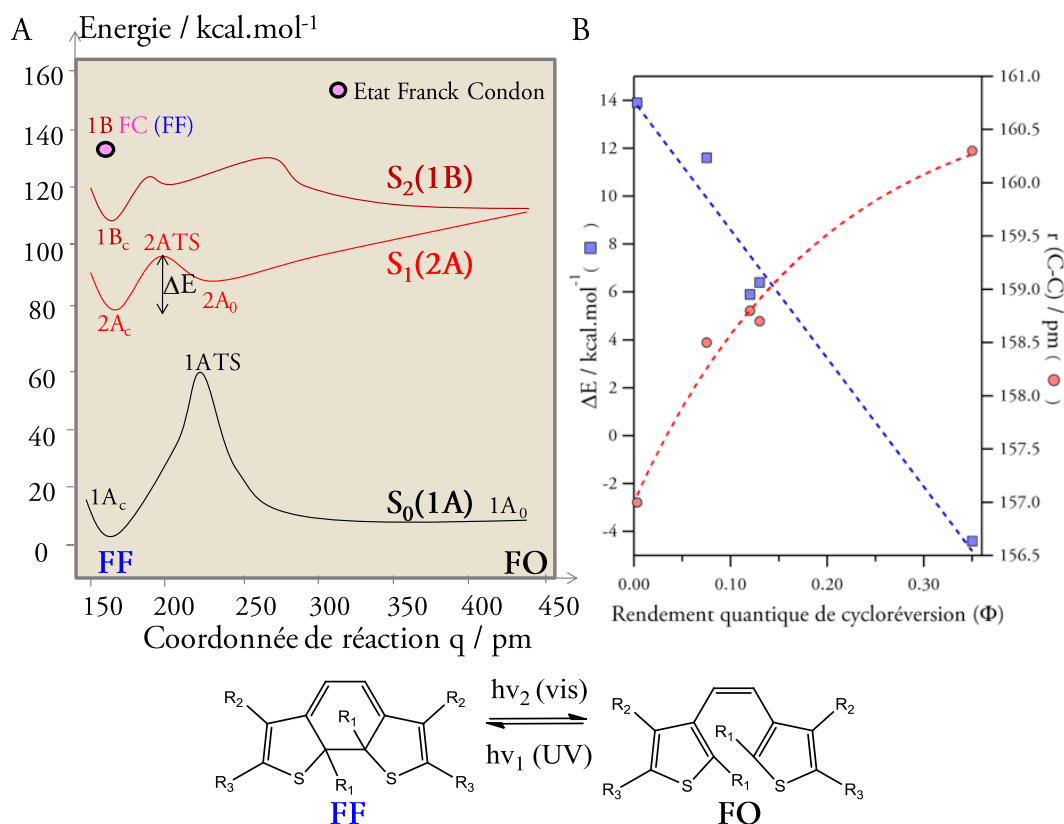 A
Energie / kcal.mol-1
160
140
120
100
80
60
40
20
0
Etat Franck Condon
1B FC (FF)
S2(1B)
1Bc
2ATS
S1(2A)
ΔE
2Ac
2A0
1ATS
1Ac
S0(1A)
1A0
FF
FO
150
200
250
300
350
400
450
Coordonnée de réaction q / pm
B
14
12
10
8
6
4
2
0
-2
-4
ΔE / kcal.mol-1 ( )
161.0
160.5
160.0
159.5
159.0
158.5
158.0
157.5
157.0
156.5
r (C-C) / pm ( )
0.00
0.10
0.20
0.30
Rendement quantique de cycloréversion (Φ)
R2
R2
R1
S
S
R3
R1
R3
FF
hν2 (vis)
hν1 (UV)
R2
R2
R1
S
R1
S
R3
R3
FO